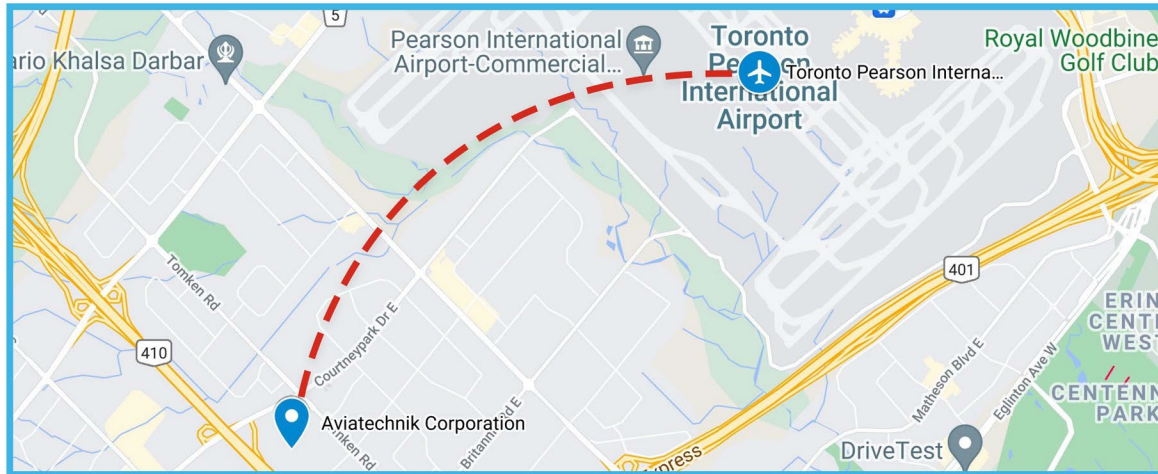 5
ario Khalsa Darbar
Pearson International
Airport-Commercial...
Toronto
Pearson
International
Airport
Toronto Pearson Interna...
Royal Woodbine
Golf Club
Tomken Rd
410
Courtneypark Dr E
401
ERIN
CENT
WEST
Matheson Blvd E
Eglinton Ave W
CENTENN
PARK
Aviatechnik Corporation
Tomken Rd
Britannia Rd E
DriveTest